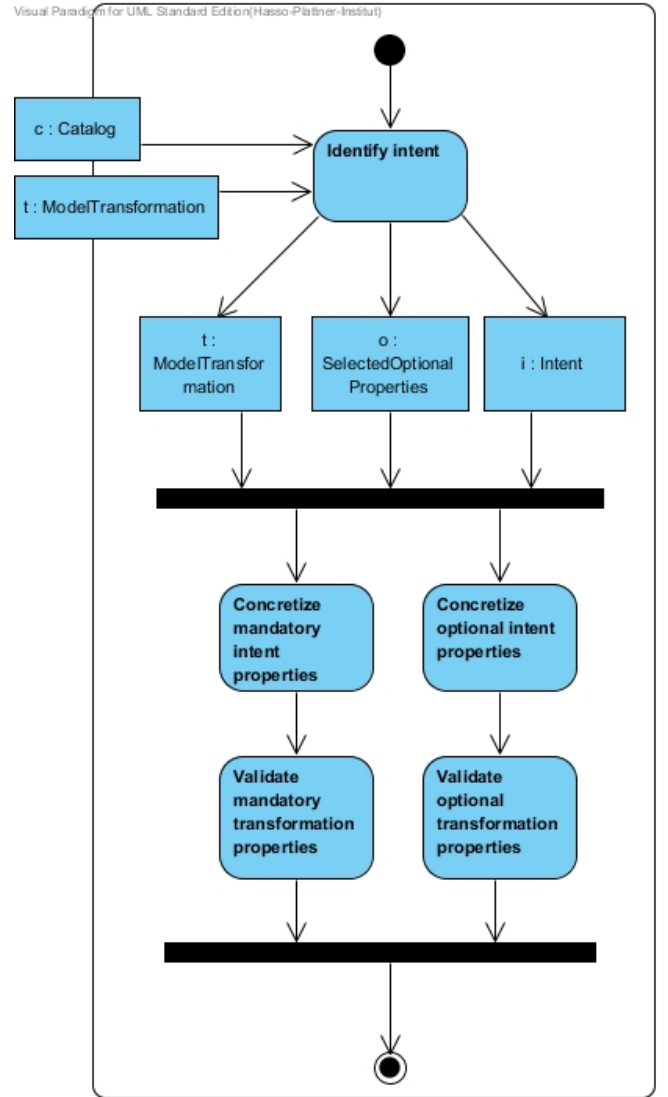 Visual Paradigm for UML Standard Edition(Hasso-Plattner-Institut)
c : Catalog
Identify intent
t : ModelTransformation
t :
ModelTransfor
mation
o :
SelectedOptional
Properties
i : Intent
Concretize
mandatory
intent
properties
Concretize
optional intent
properties
Validate
mandatory
transformation
properties
Validate
optional
transformation
properties